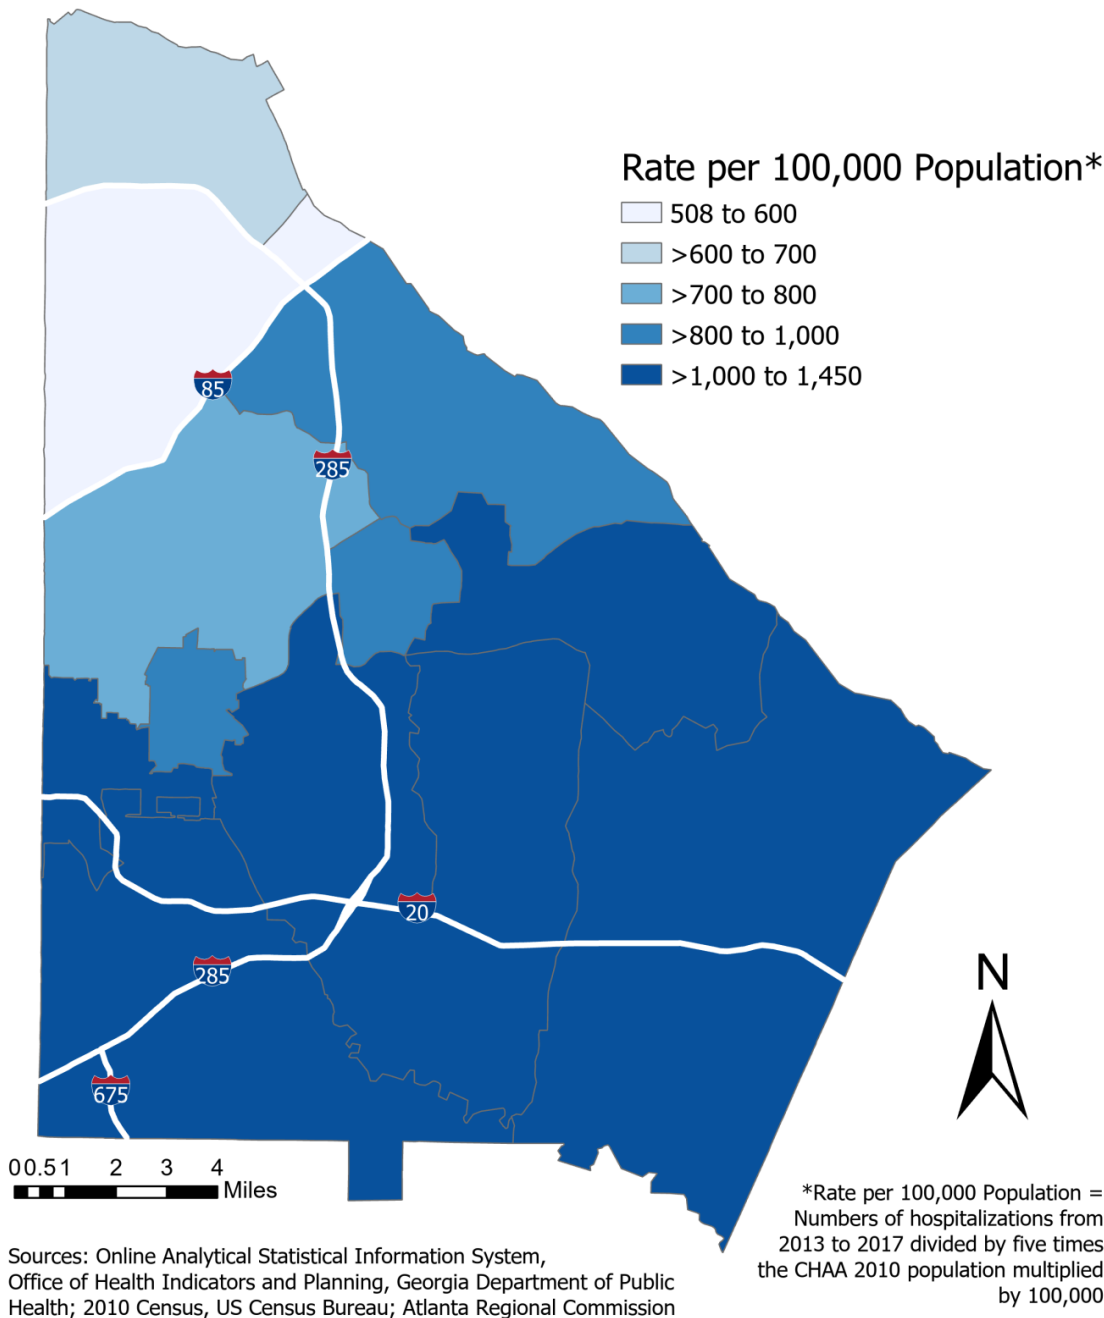 Rate per 100,000 Population*
508 to 600
>600 to 700
>700 to 800
>800 to 1,000
>1,000 to 1,450
85
285
20
285
675
N
0 0.5 1 2 3 4
Miles
*Rate per 100,000 Population =
Numbers of hospitalizations from
2013 to 2017 divided by five times
the CHAA 2010 population multiplied
by 100,000
Sources: Online Analytical Statistical Information System,
Office of Health Indicators and Planning, Georgia Department of Public
Health; 2010 Census, US Census Bureau; Atlanta Regional Commission